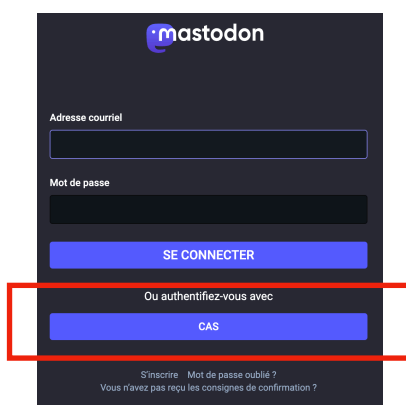 mastodon
Adresse courriel
Mot de passe
SE CONNECTER
Ou authentifiez-vous avec
CAS
S'inscrire Mot de passe oublié ?
Vous n'avez pas reçu les consignes de confirmation ?